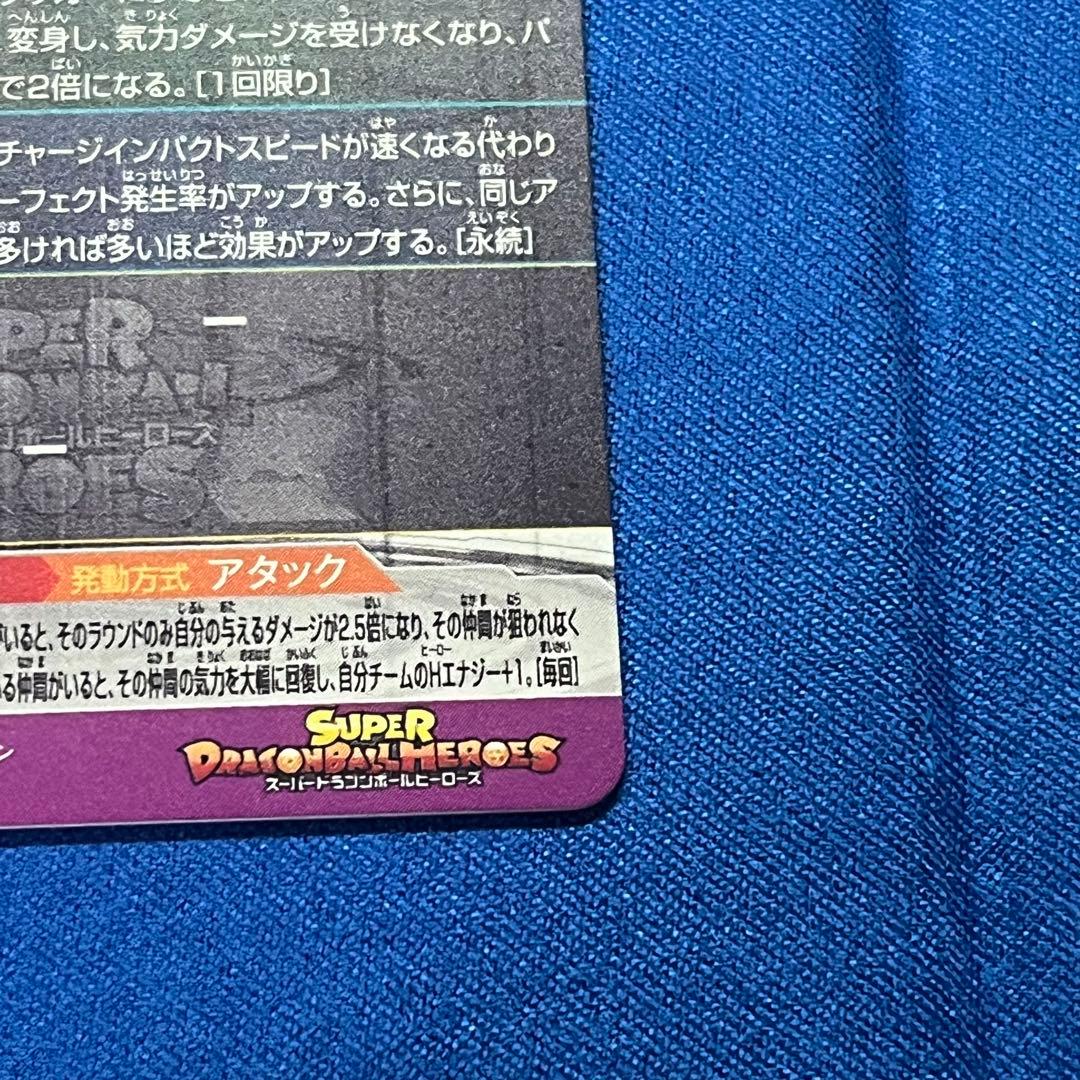 変身し、気力ダメージを受けなくなり、パ
で2倍になる。[1回限り]
チャージインパクトスピードが速くなる代わり
ーフェクト発生率がアップする。さらに、同じア
多ければ多いほど効果がアップする。[永続]
発動方式 アタック
いると、そのラウンドのみ自分の与えるダメージが2.5倍になり、その仲間が狙われなく
る仲間がいると、その仲間の気力を大幅に回復し、自分チームのHエナジー+1。[毎回]
ン
SUPER
DRAGONBALL HEROES
スーパードラゴンボールヒーローズ